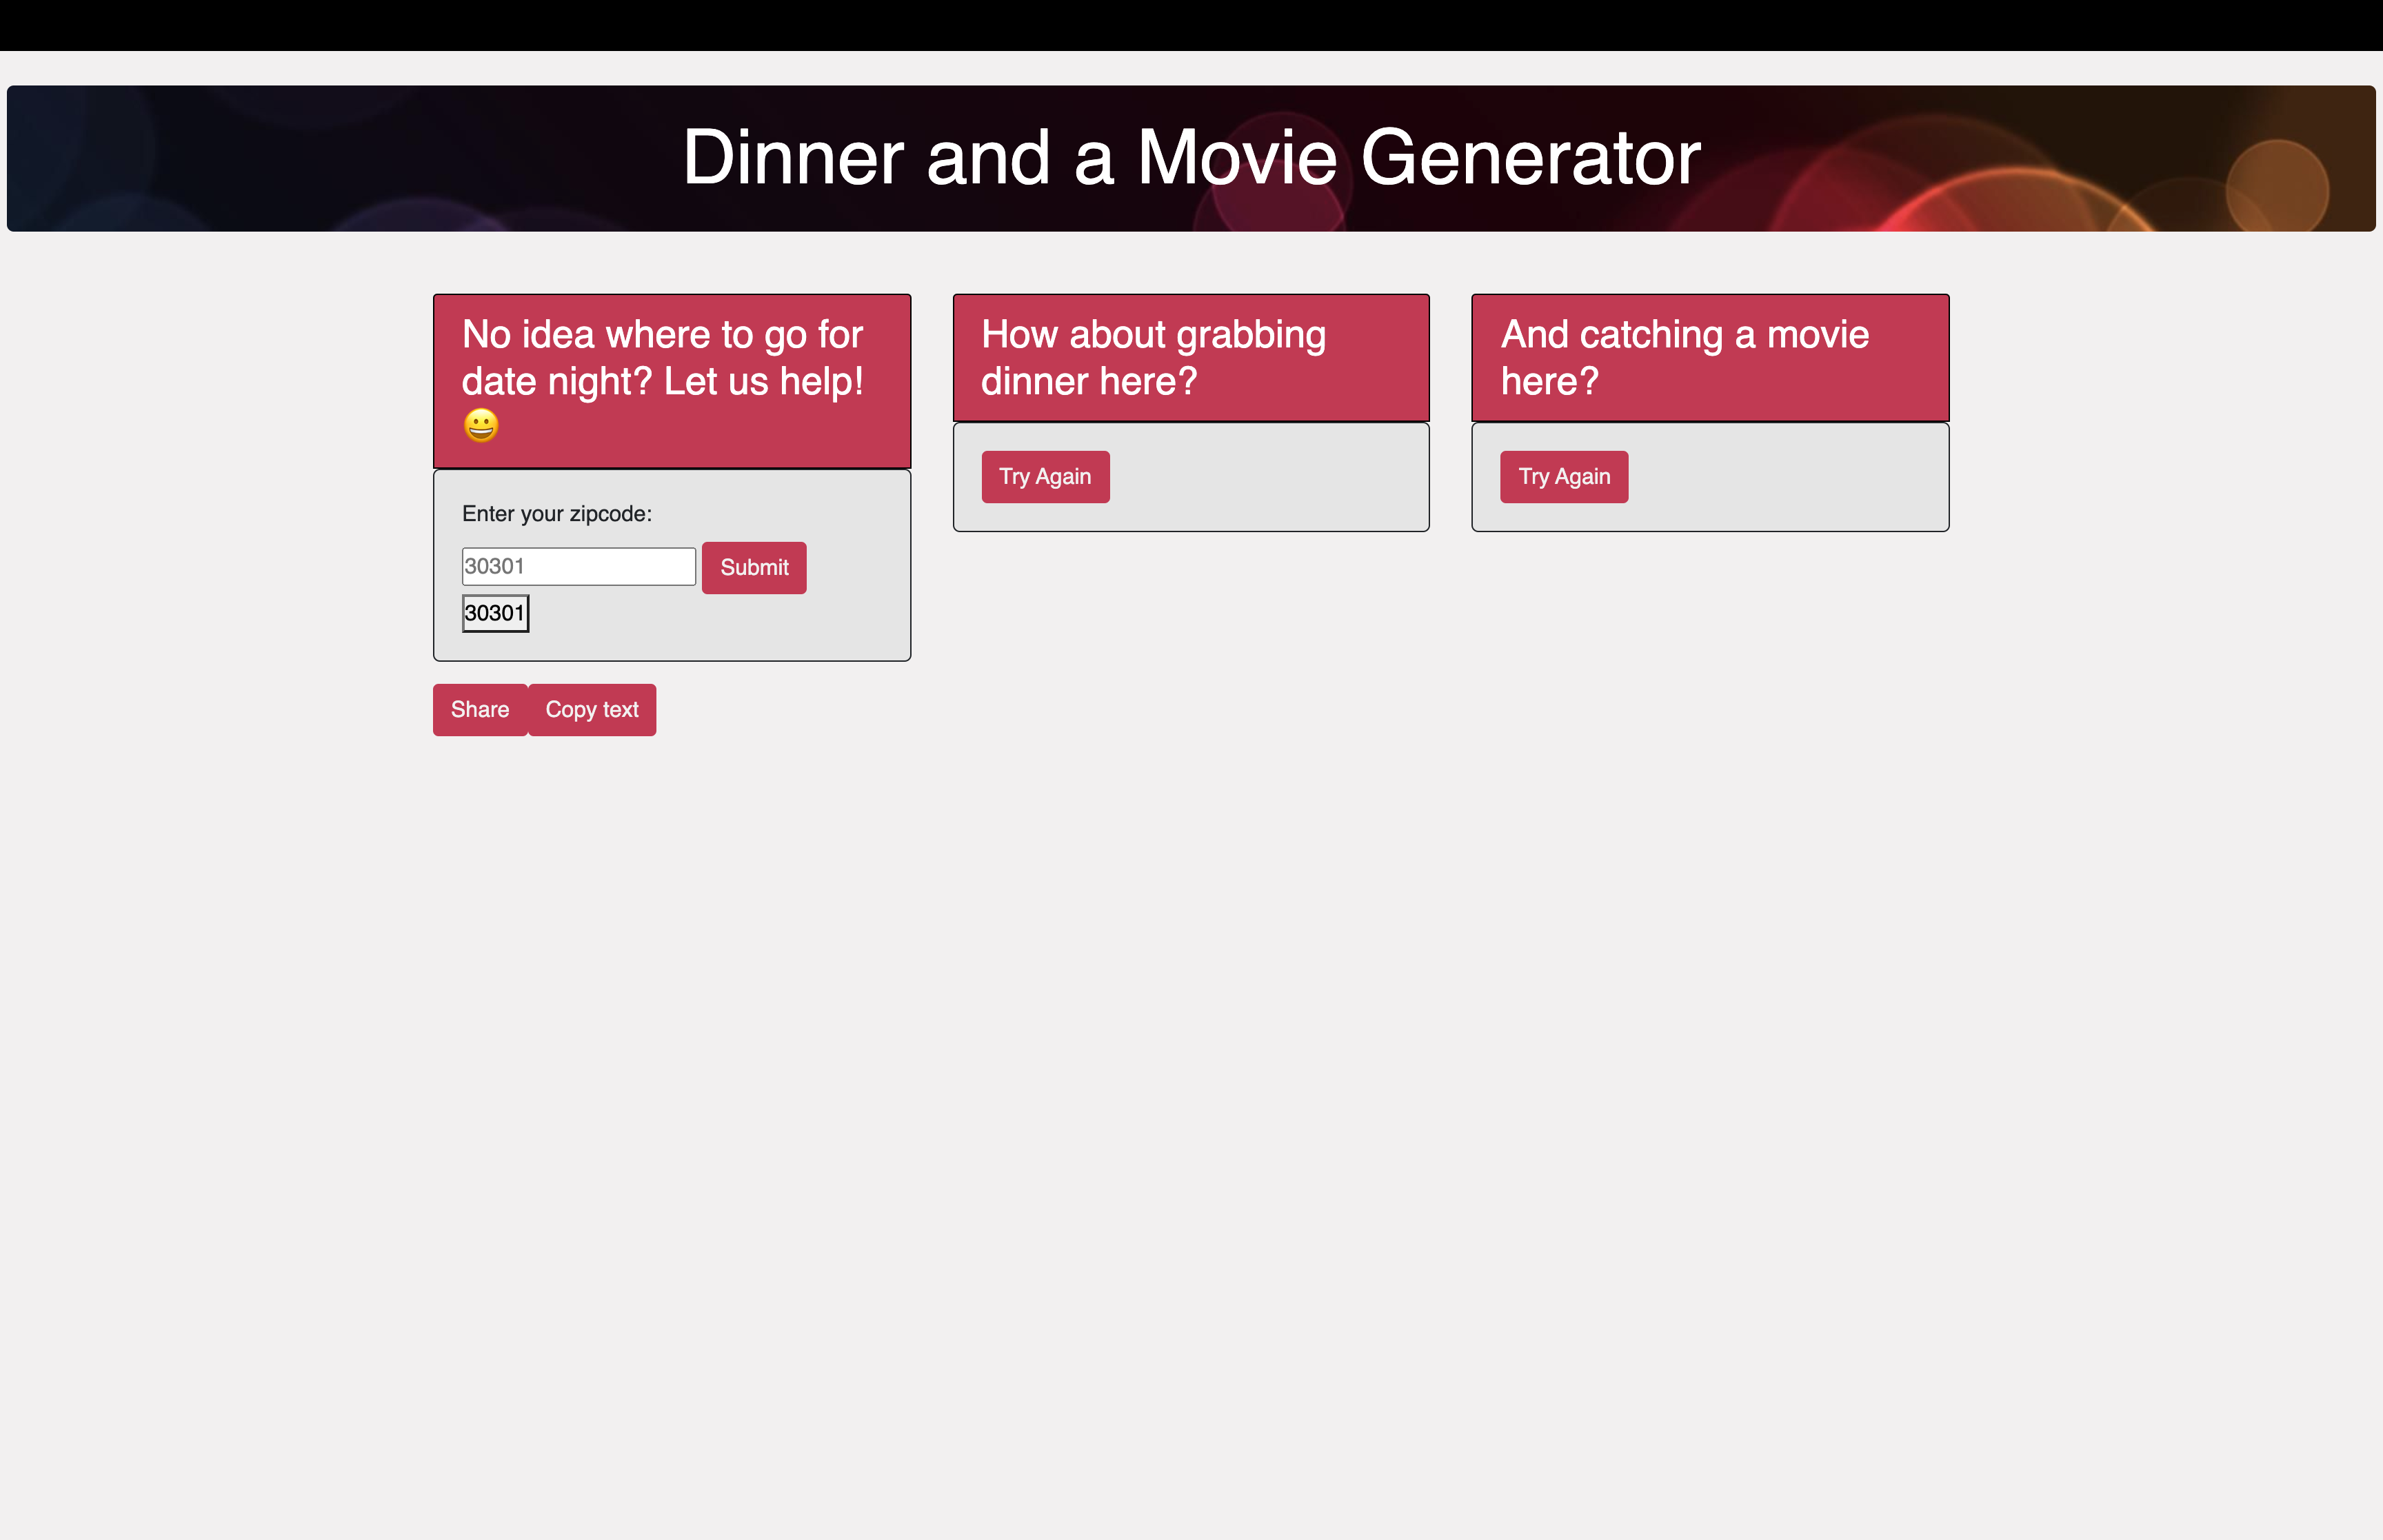 Dinner and a Movie Generator
No idea where to go for
date night? Let us help!
😀
Enter your zipcode:
30301
Submit
30301
Share
Copy text
How about grabbing
dinner here?
Try Again
And catching a movie
here?
Try Again